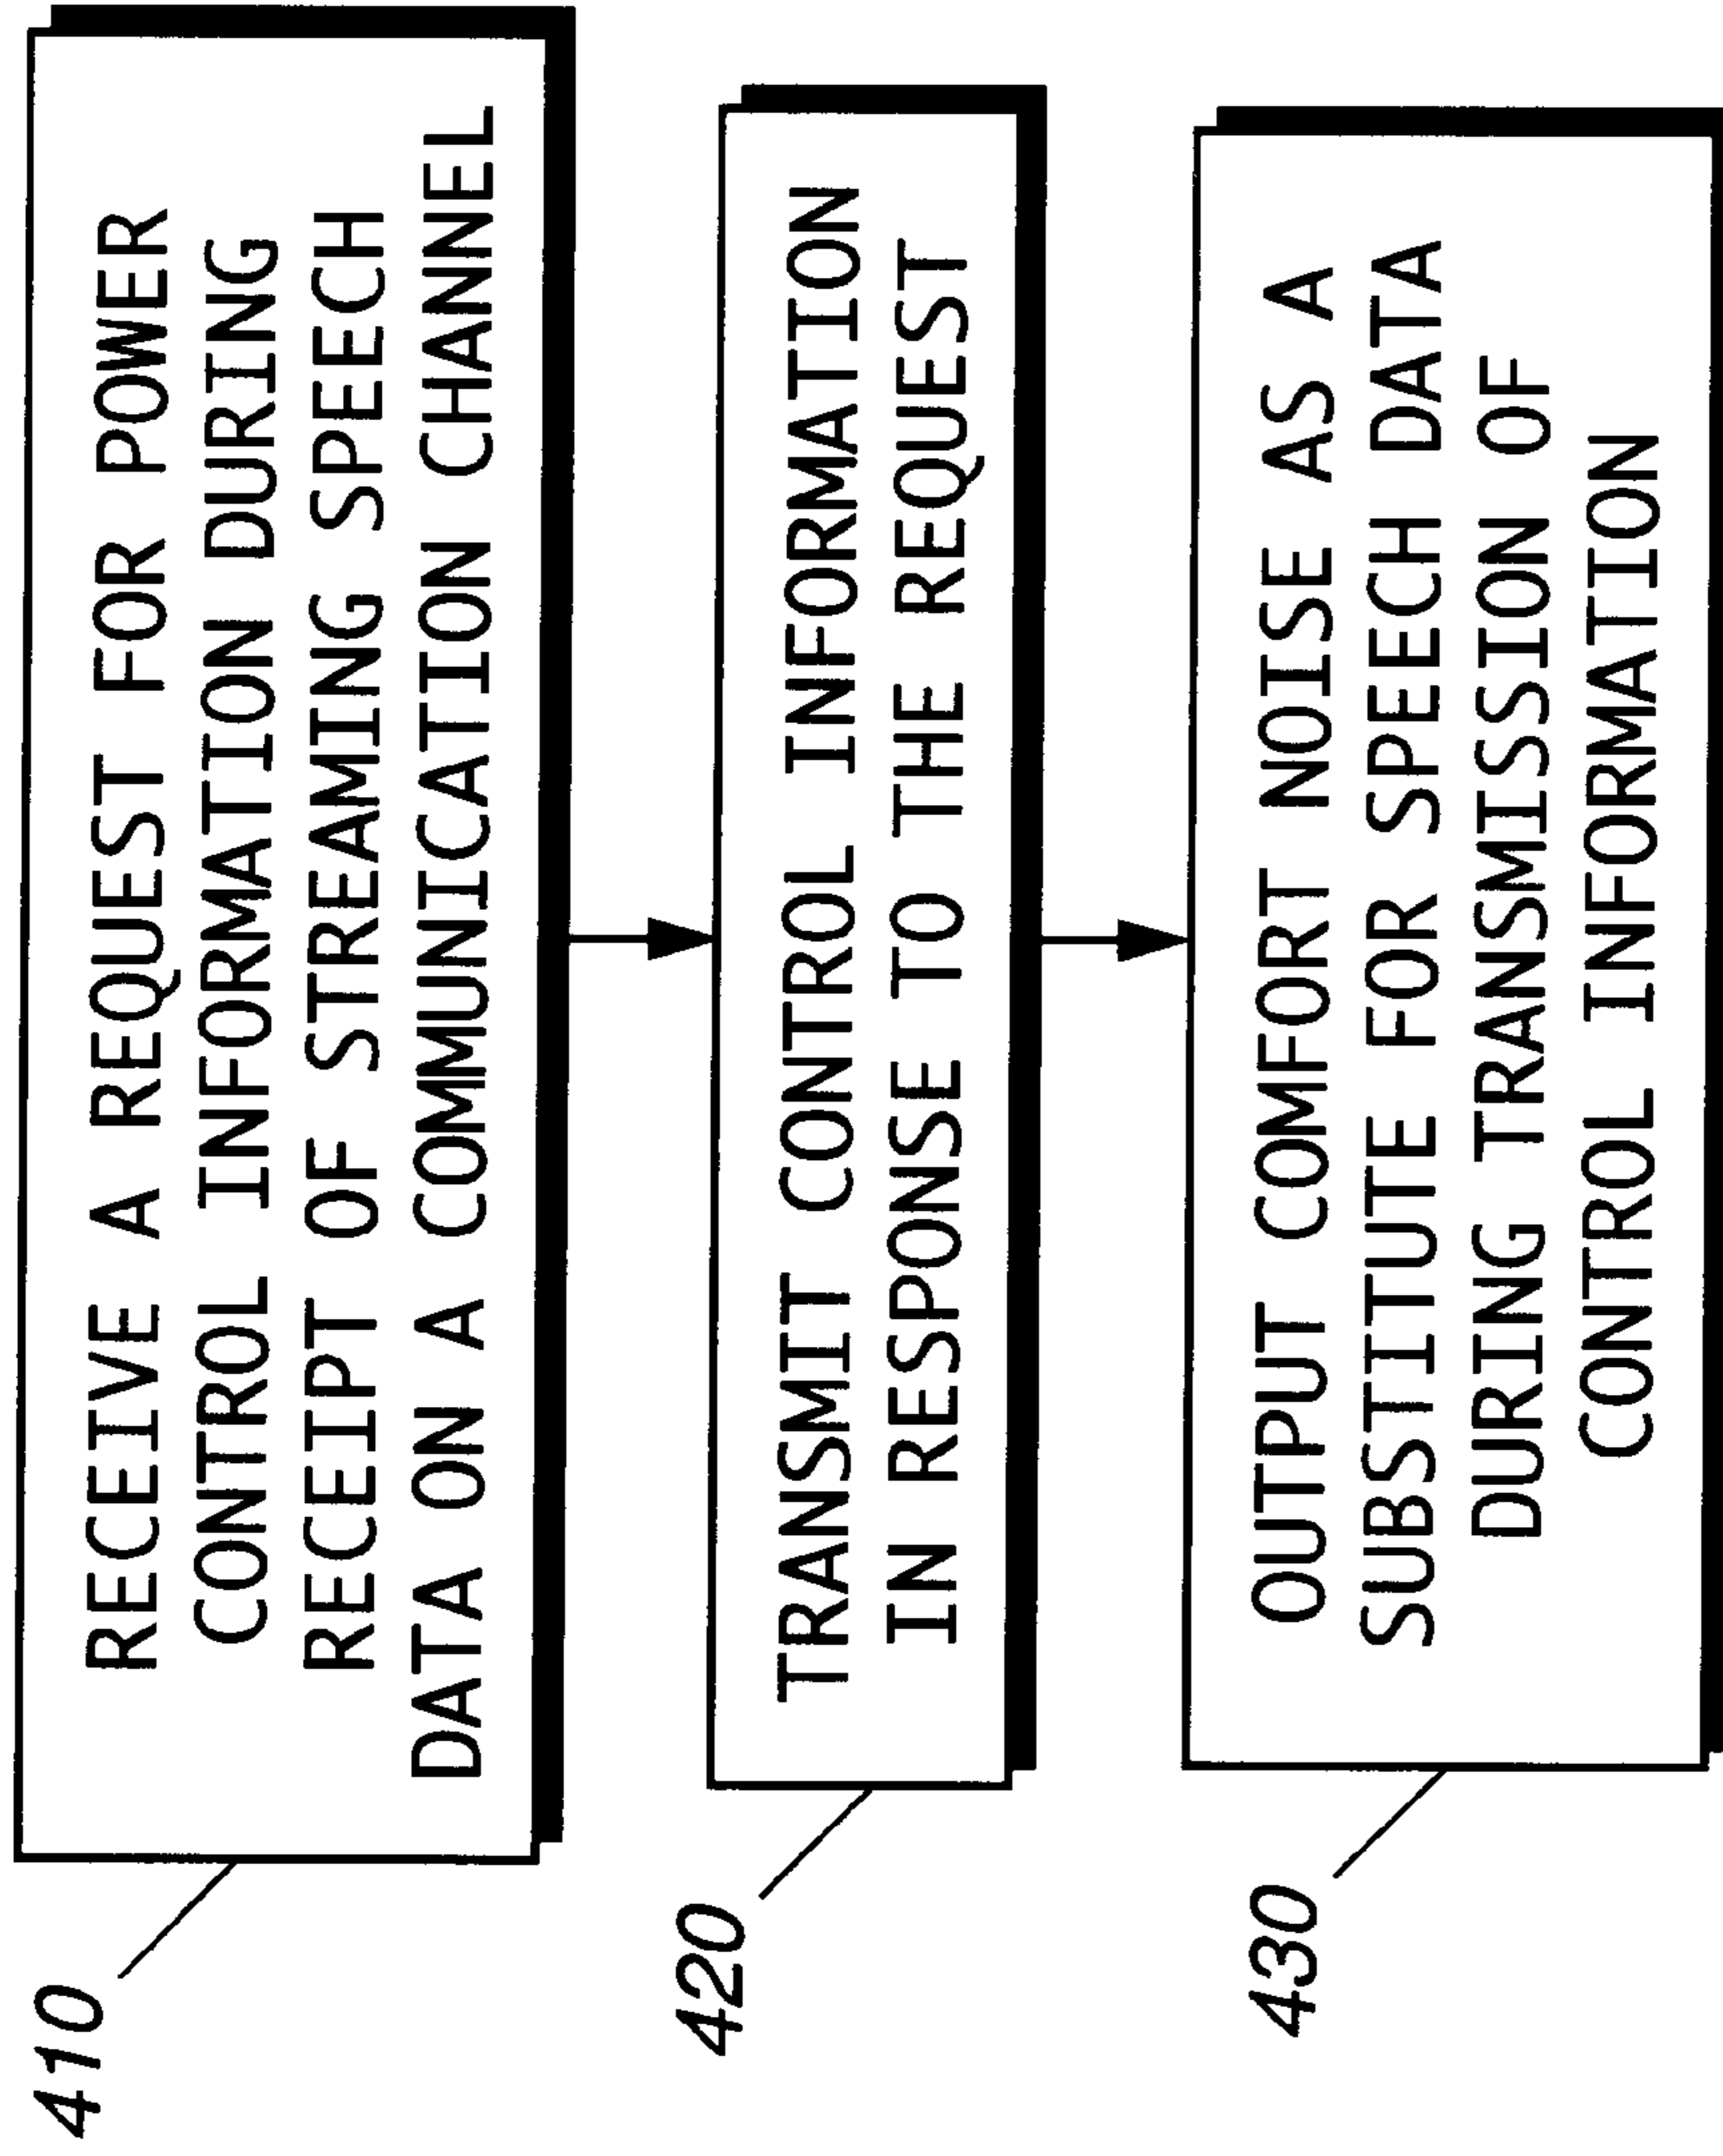 410
RECEIVE A REQUEST FOR POWER
CONTROL INFORMATION DURING
RECEIPT OF STREAMING SPEECH
DATA ON A COMMUNICATION CHANNEL
420
TRANSMIT CONTROL INFORMATION
IN RESPONSE TO THE REQUEST
430
OUTPUT COMFORT NOISE AS A
SUBSTITUTE FOR SPEECH DATA
DURING TRANSMISSION OF
CONTROL INFORMATION